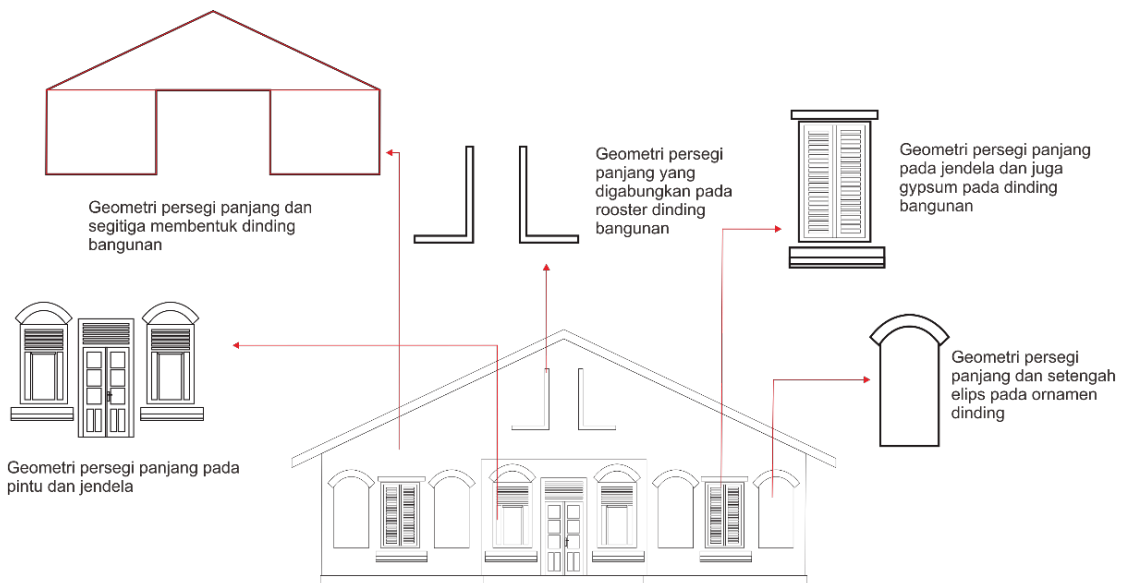 Geometri persegi panjang dan
segitiga membentuk dinding
bangunan
Geometri persegi
panjang yang
digabungkan pada
rooster dinding
bangunan
Geometri persegi panjang
pada jendela dan juga
gypsum pada dinding
bangunan
Geometri persegi panjang pada
pintu dan jendela
Geometri persegi
panjang dan setengah
elips pada ornamen
dinding